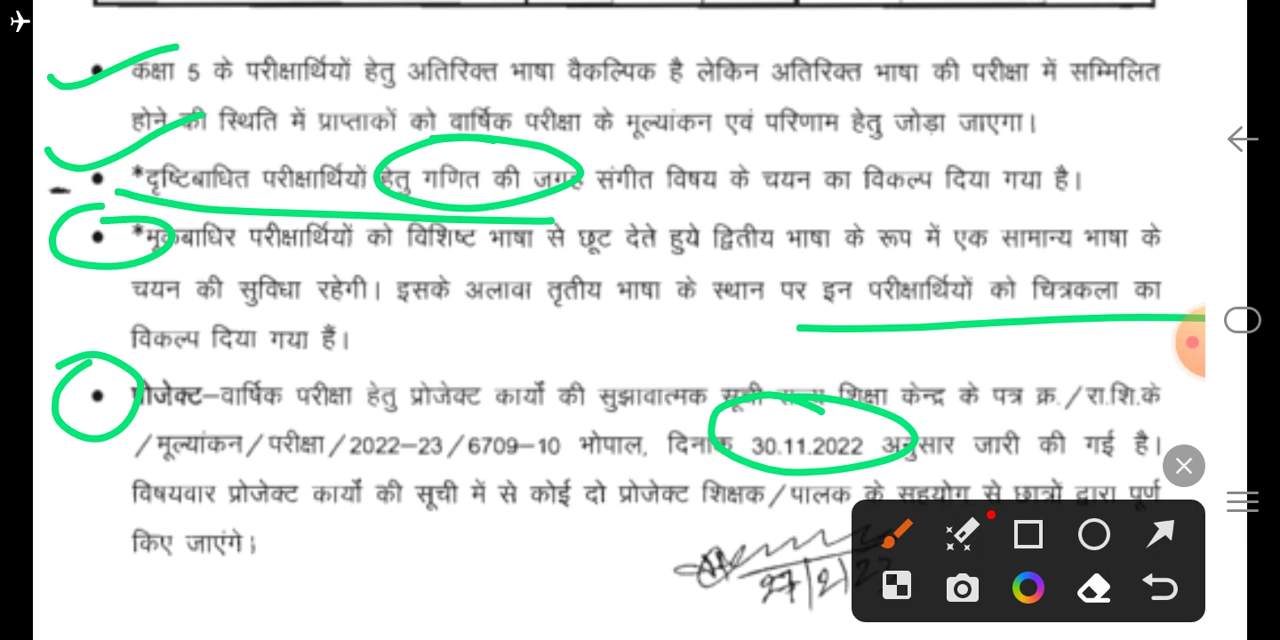 कक्षा 5 के परीक्षार्थियों हेतु अतिरिक्त भाषा वैकल्पिक है लेकिन अतिरिक्त भाषा की परीक्षा में सम्मिलित
होने की स्थिति में प्राप्ताकों को वार्षिक परीक्षा के मूल्यांकन एवं परिणाम हेतु जोड़ा जाएगा।
*दृष्टिबाधित परीक्षार्थियों हेतु गणित की जगह संगीत विषय के चयन का विकल्प दिया गया है।
*मूकबाधिर परीक्षार्थियों को विशिष्ट भाषा से छूट देते हुये द्वितीय भाषा के रूप में एक सामान्य भाषा के
चयन की सुविधा रहेगी। इसके अलावा तृतीय भाषा के स्थान पर इन परीक्षार्थियों को चित्रकला का
विकल्प दिया गया हैं।
प्रोजेक्ट–वार्षिक परीक्षा हेतु प्रोजेक्ट कार्यों की सुझावात्मक सूची राज्य शिक्षा केन्द्र के पत्र क्र./रा.शि.के
/मूल्यांकन/परीक्षा/2022–23/6709–10 भोपाल, दिनांक 30.11.2022 अनुसार जारी की गई है।
विषयवार प्रोजेक्ट कार्यों की सूची में से कोई दो प्रोजेक्ट शिक्षक/पालक के सहयोग से छात्रों द्वारा पूर्ण
किए जाएंगे।